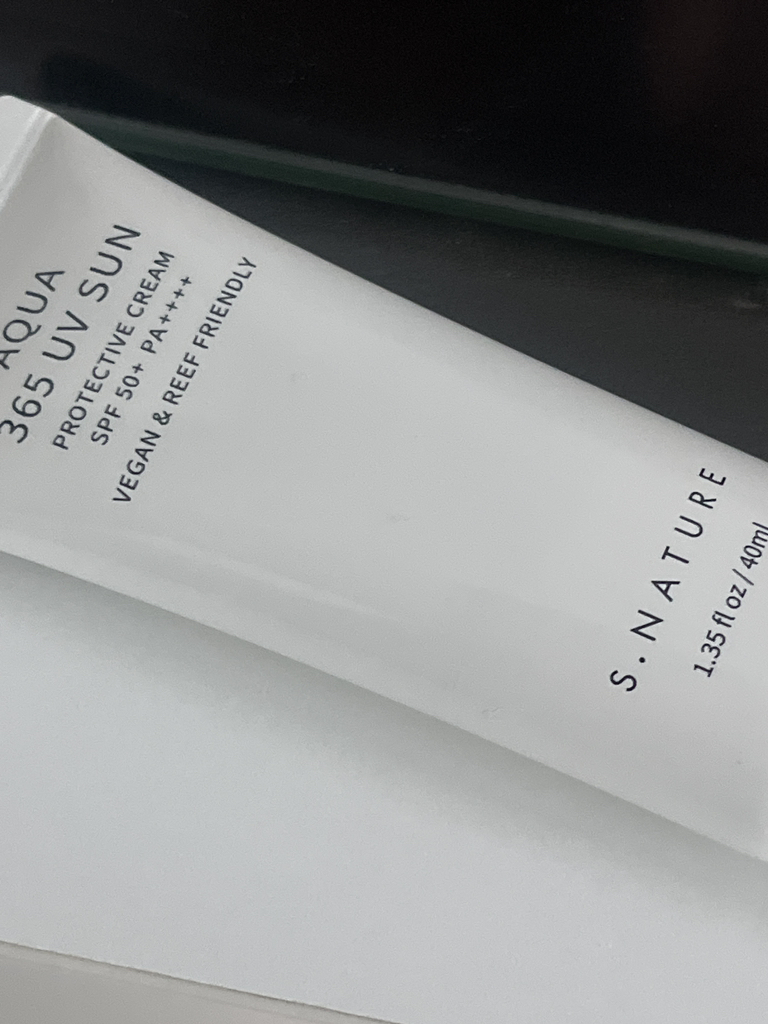 AQUA
365 UV SUN
PROTECTIVE CREAM
SPF 50+ PA++++
VEGAN & REEF FRIENDLY
S.NATURE
1.35 fl oz / 40ml